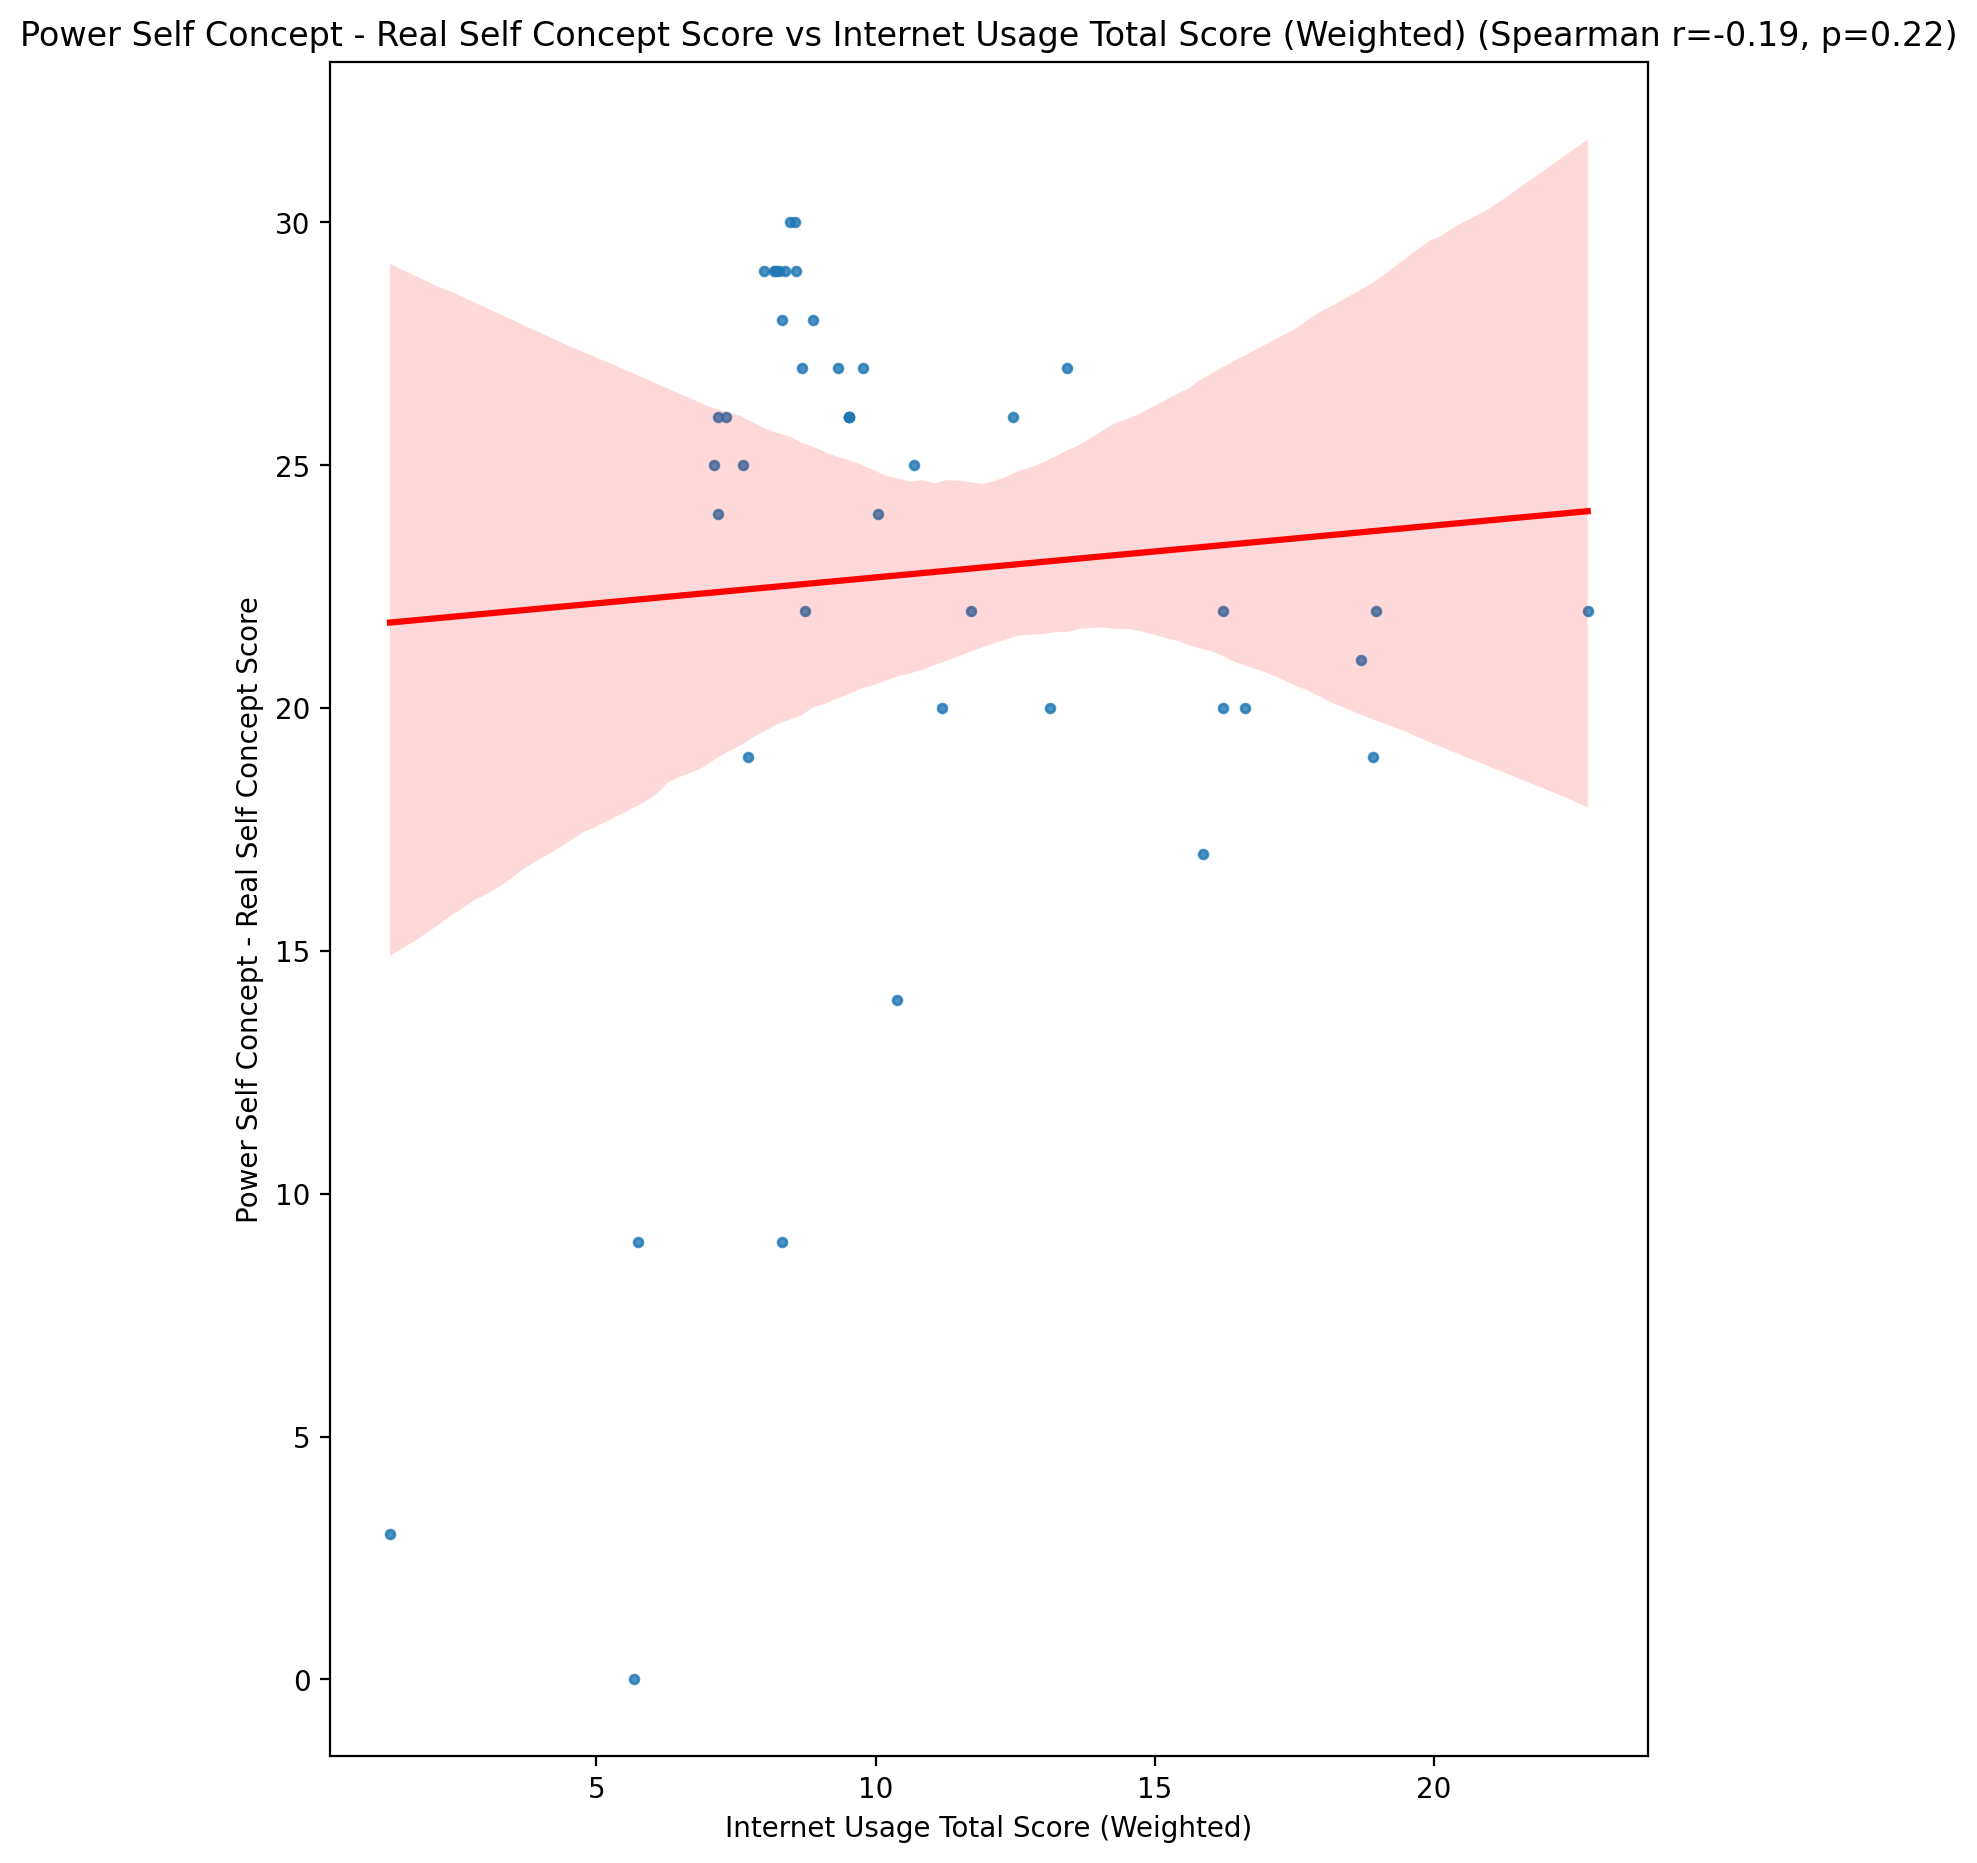 Power Self Concept - Real Self Concept Score vs Internet Usage Total Score (Weighted) (Spearman r=-0.19, p=0.22)
Power Self Concept - Real Self Concept Score
30
25
20
15
10
5
0
5 10 15 20
Internet Usage Total Score (Weighted)